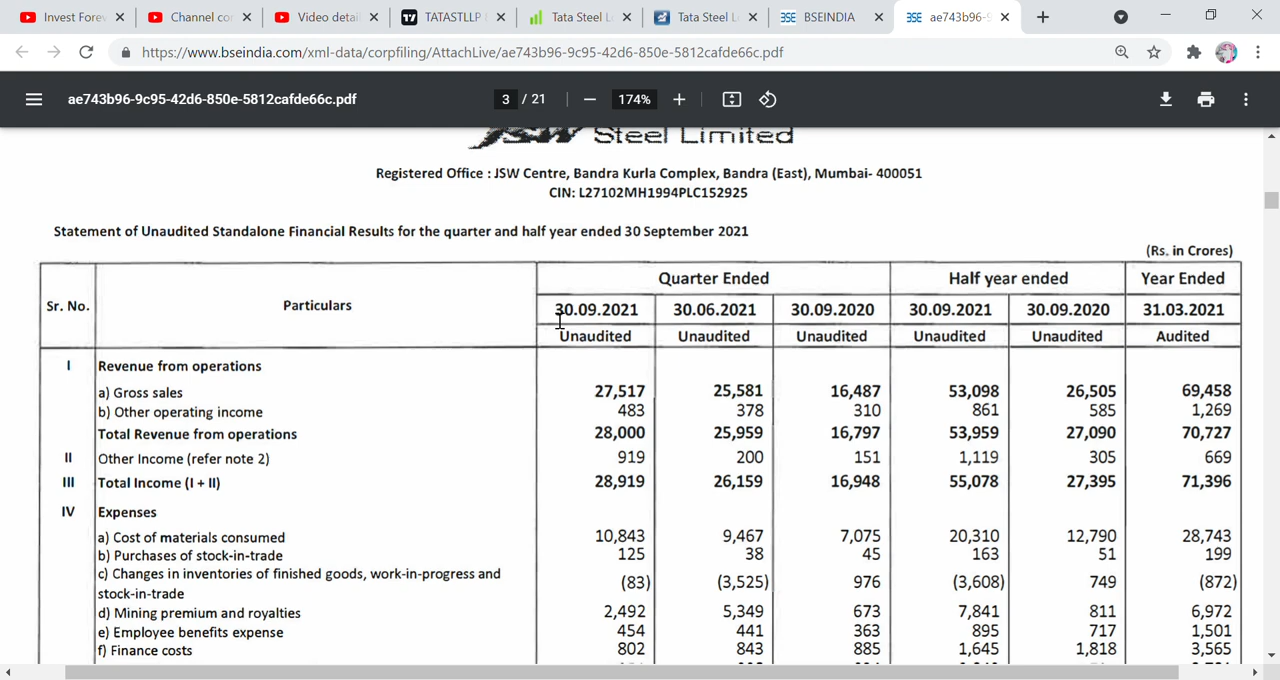 Invest Forev
Channel co
Video detai
TATASTLLP
Tata Steel L
Tata Steel L
BSEINDIA
ae743b96-9
https://www.bseindia.com/xml-data/corpfiling/AttachLive/ae743b96-9c95-42d6-850e-5812cafde66c.pdf
ae743b96-9c95-42d6-850e-5812cafde66c.pdf 3 / 21 174%
JSW Steel Limited
Registered Office : JSW Centre, Bandra Kurla Complex, Bandra (East), Mumbai- 400051
CIN: L27102MH1994PLC152925
Statement of Unaudited Standalone Financial Results for the quarter and half year ended 30 September 2021
(Rs. in Crores)
Sr. No. Particulars Quarter Ended Half year ended Year Ended
30.09.2021 30.06.2021 30.09.2020 30.09.2021 30.09.2020 31.03.2021
Unaudited Unaudited Unaudited Unaudited Unaudited Audited
I Revenue from operations
a) Gross sales 27,517 25,581 16,487 53,098 26,505 69,458
b) Other operating income 483 378 310 861 585 1,269
Total Revenue from operations 28,000 25,959 16,797 53,959 27,090 70,727
II Other Income (refer note 2) 919 200 151 1,119 305 669
III Total Income (I + II) 28,919 26,159 16,948 55,078 27,395 71,396
IV Expenses
a) Cost of materials consumed 10,843 9,467 7,075 20,310 12,790 28,743
b) Purchases of stock-in-trade 125 38 45 163 51 199
c) Changes in inventories of finished goods, work-in-progress and
stock-in-trade (83) (3,525) 976 (3,608) 749 (872)
d) Mining premium and royalties 2,492 5,349 673 7,841 811 6,972
e) Employee benefits expense 454 441 363 895 717 1,501
f) Finance costs 802 843 885 1,645 1,818 3,565